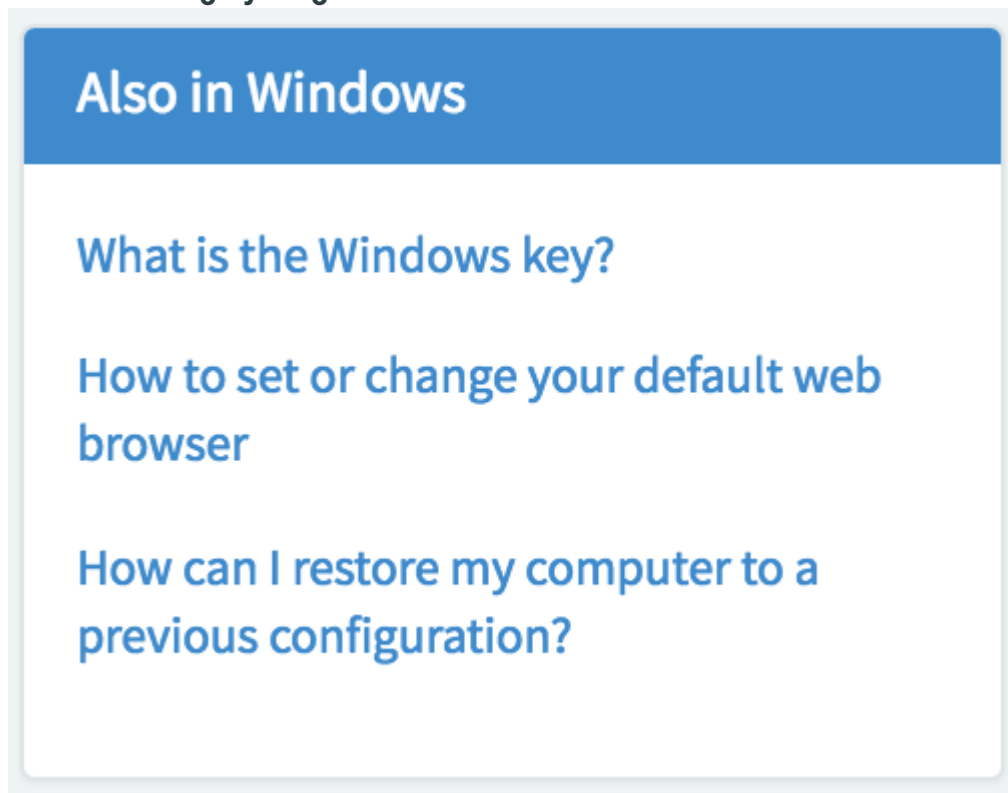 Also in Windows
What is the Windows key?
How to set or change your default web
browser
How can I restore my computer to a
previous configuration?